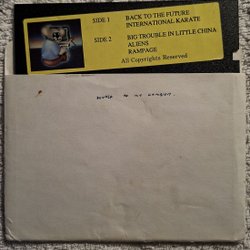 SIDE 1 BACK TO THE FUTURE
INTERNATIONAL KARATE
SIDE 2 BIG TROUBLE IN LITTLE CHINA
ALIENS
RAMPAGE
All Copyrights Reserved